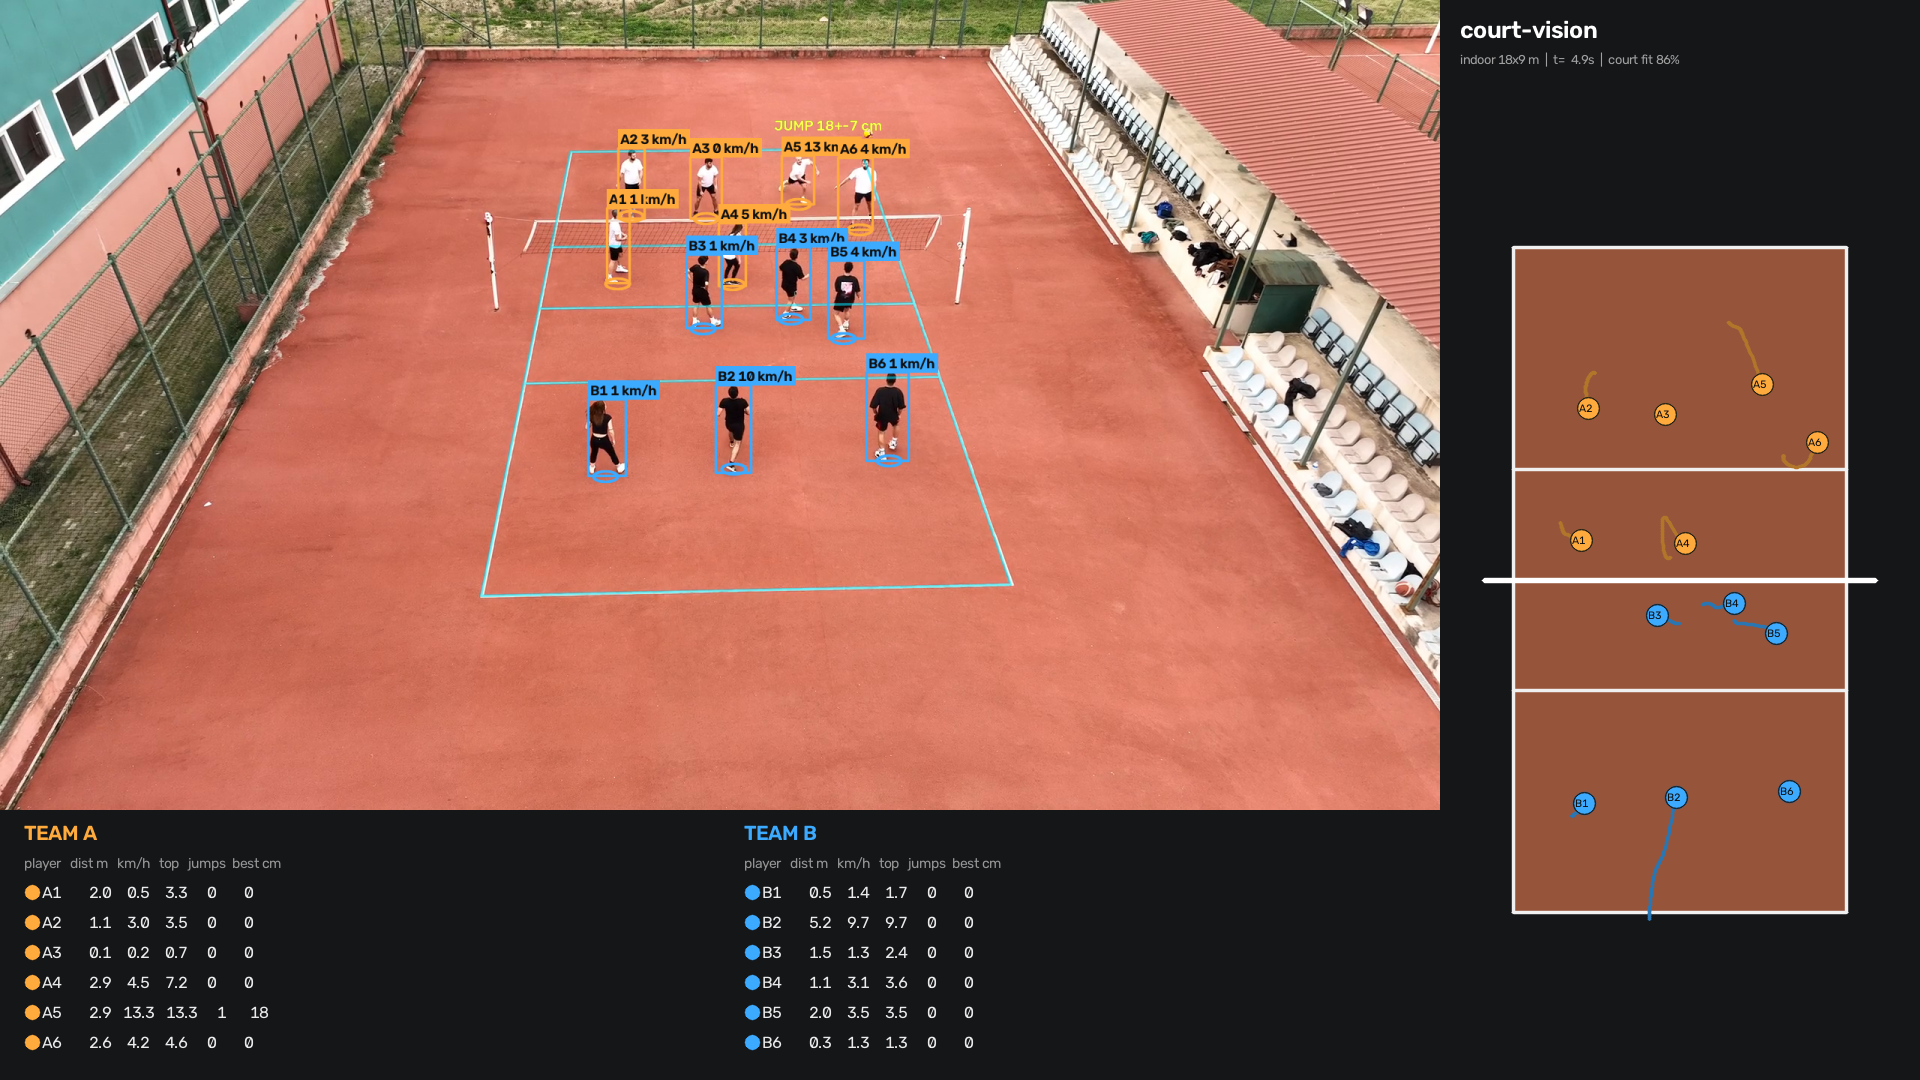 court-vision
indoor 18x9 m | t= 4.9s | court fit 86%
JUMP 18+-7 cm
A2 3 km/h
A3 0 km/h
A5 13 km
A6 4 km/h
A1 1 km/h
A4 5 km/h
B3 1 km/h
B4 3 km/h
B5 4 km/h
B6 1 km/h
B2 10 km/h
B1 1 km/h
A5
A2
A3
A6
A1
A4
B4
B3
B5
B6
B2
B1
TEAM A
player dist m km/h top jumps best cm
A1 2.0 0.5 3.3 0 0
A2 1.1 3.0 3.5 0 0
A3 0.1 0.2 0.7 0 0
A4 2.9 4.5 7.2 0 0
A5 2.9 13.3 13.3 1 18
A6 2.6 4.2 4.6 0 0
TEAM B
player dist m km/h top jumps best cm
B1 0.5 1.4 1.7 0 0
B2 5.2 9.7 9.7 0 0
B3 1.5 1.3 2.4 0 0
B4 1.1 3.1 3.6 0 0
B5 2.0 3.5 3.5 0 0
B6 0.3 1.3 1.3 0 0